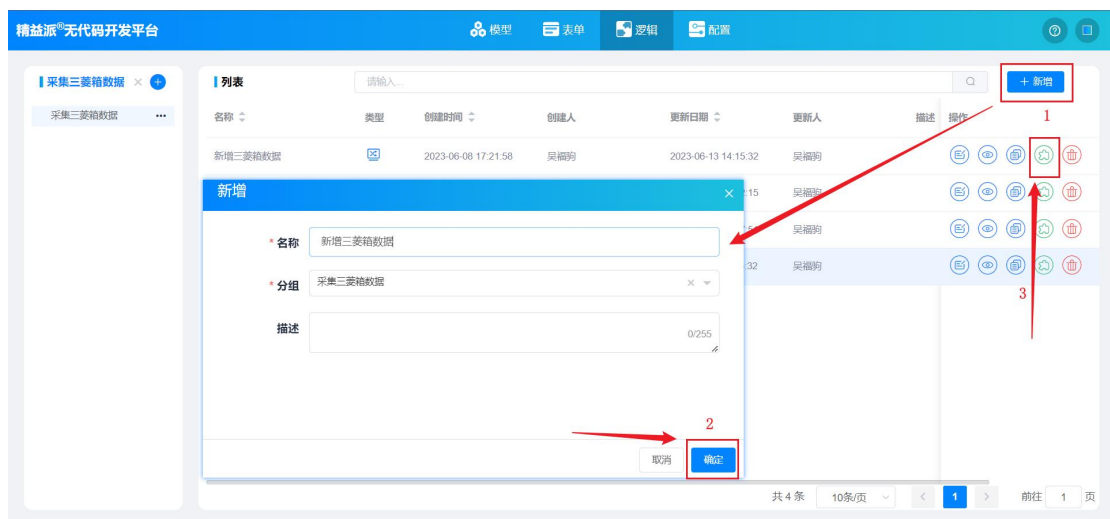 精益派®无代码开发平台 模型 表单 逻辑 配置
采集三菱箱数据
采集三菱箱数据
列表 请输入... + 新增
1
名称 类型 创建时间 创建人 更新日期 更新人 描述 操作
新增三菱箱数据 2023-06-08 17:21:58 吴福驹 2023-06-13 14:15:32 吴福驹
:15 吴福驹
吴福驹
:32 吴福驹
3
新增
* 名称 新增三菱箱数据
* 分组 采集三菱箱数据
描述
0/255
2
取消 确定
共 4 条 10条/页 1 前往 1 页